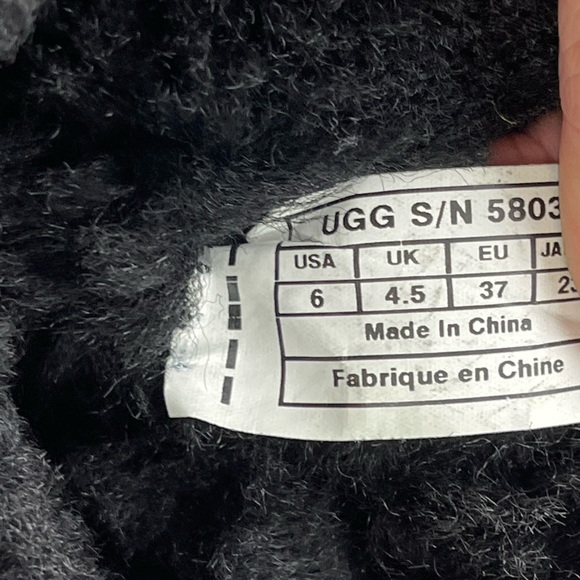 UGG S/N 5803
USA UK EU JA
6 4.5 37
Made In China
Fabrique en Chine